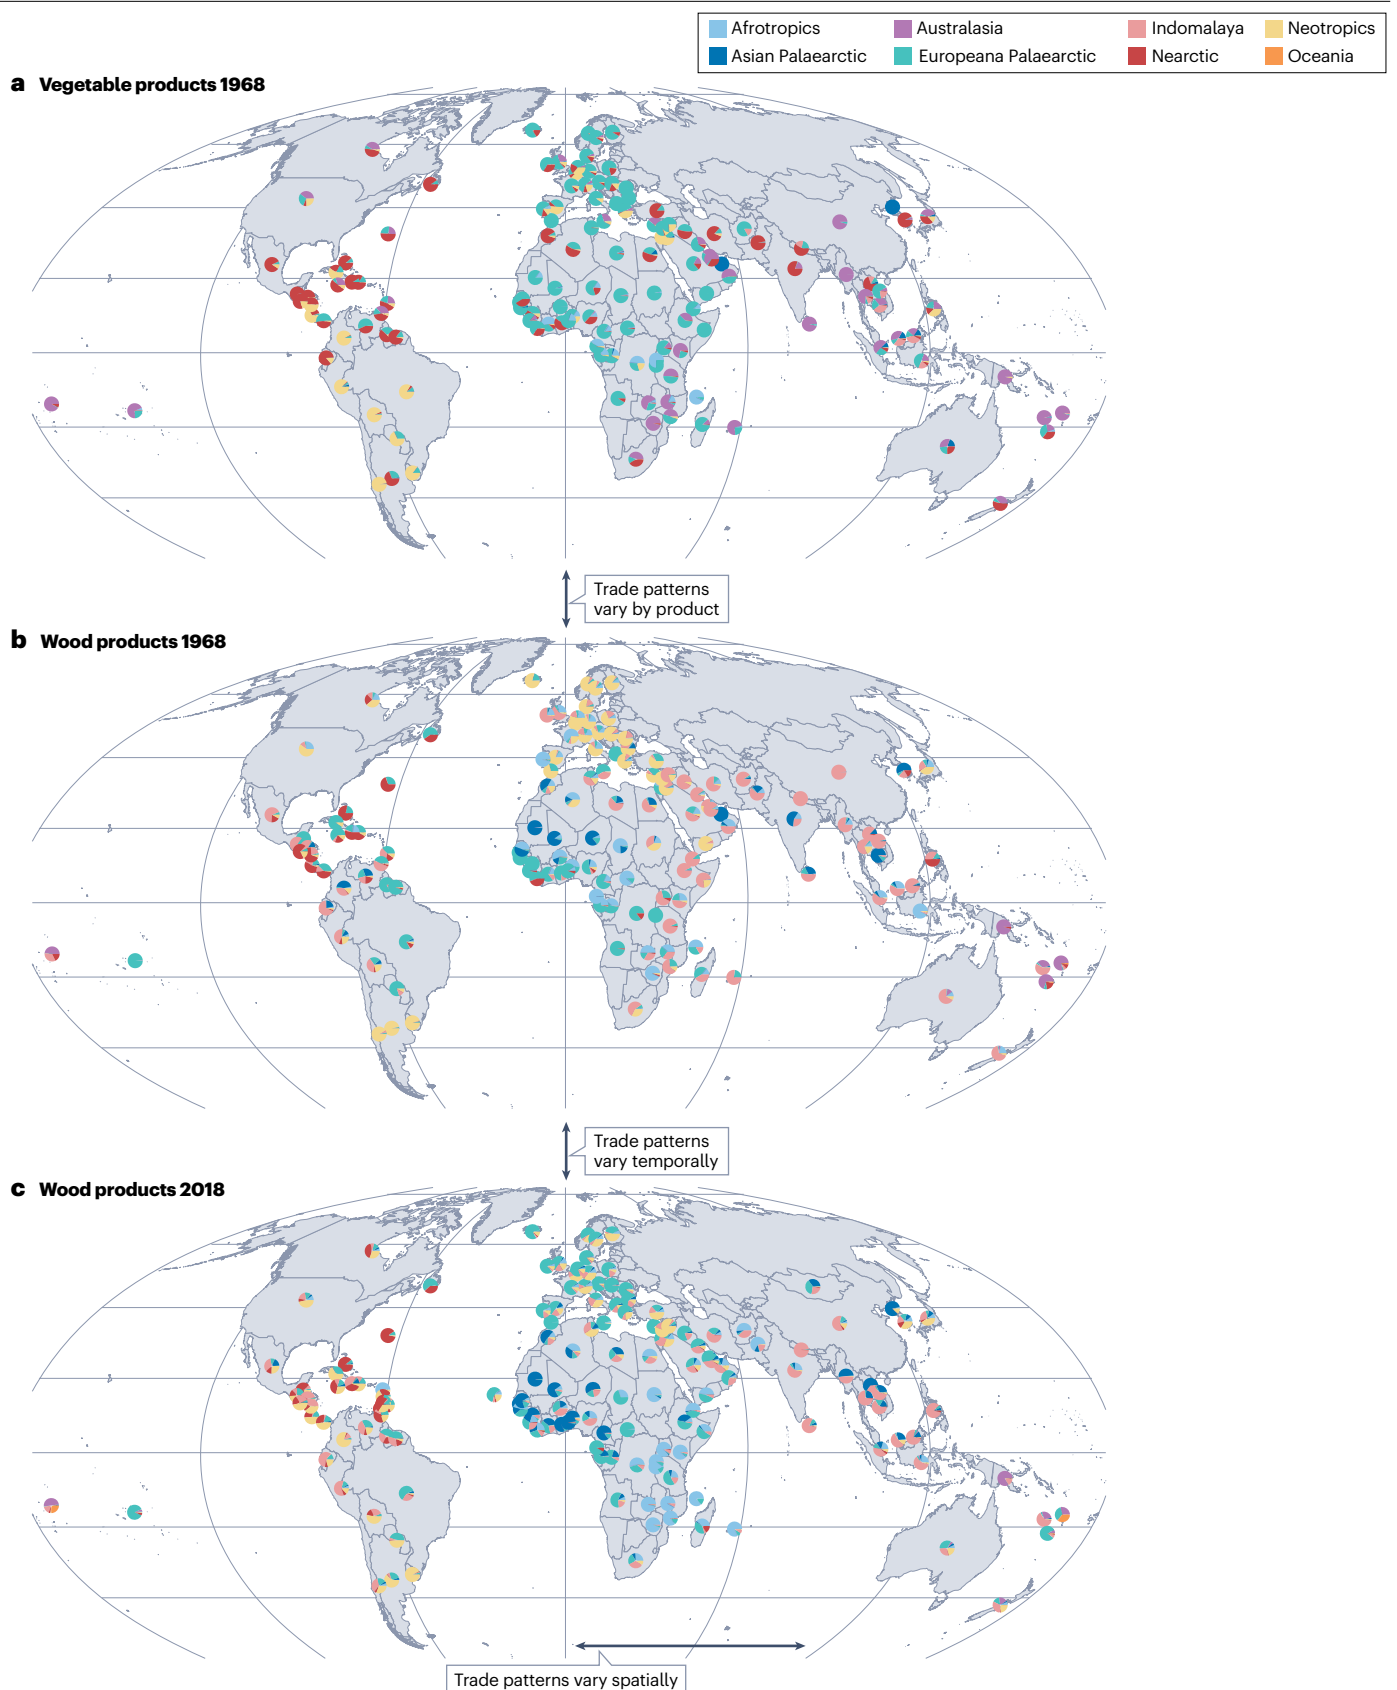 Afrotropics Australasia Indomalaya Neotropics
Asian Palaearctic Europeana Palaearctic Nearctic Oceania
a Vegetable products 1968
Trade patterns
vary by product
b Wood products 1968
Trade patterns
vary temporally
c Wood products 2018
Trade patterns vary spatially